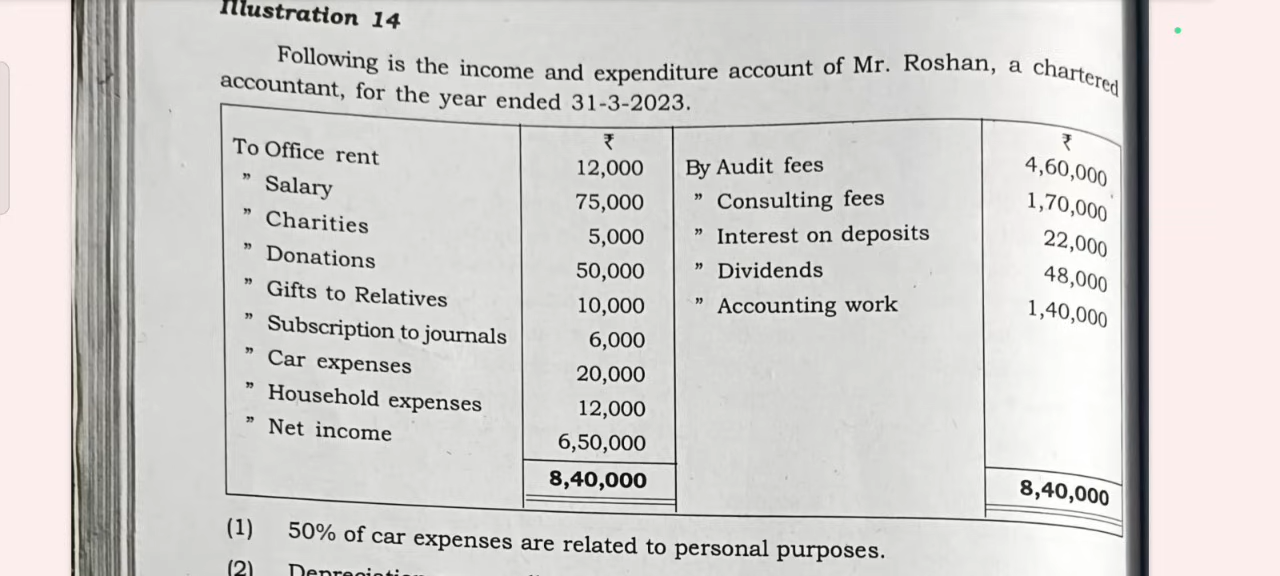 Illustration 14
Following is the income and expenditure account of Mr. Roshan, a chartered
accountant, for the year ended 31-3-2023.
₹ ₹
To Office rent 12,000 By Audit fees 4,60,000
" Salary 75,000 " Consulting fees 1,70,000
" Charities 5,000 " Interest on deposits 22,000
" Donations 50,000 " Dividends 48,000
" Gifts to Relatives 10,000 " Accounting work 1,40,000
" Subscription to journals 6,000
" Car expenses 20,000
" Household expenses 12,000
" Net income 6,50,000
8,40,000 8,40,000
(1) 50% of car expenses are related to personal purposes.
(2)